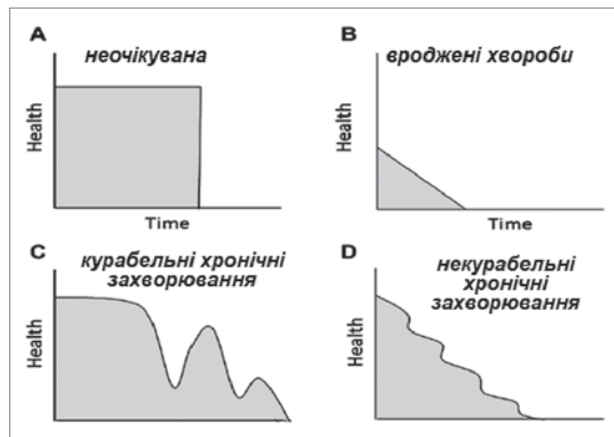 A
неочікувана
Health
Time
B
вроджені хвороби
Health
Time
C
курабельні хронічні
захворювання
Health
D
некурабельні
хронічні
захворювання
Health